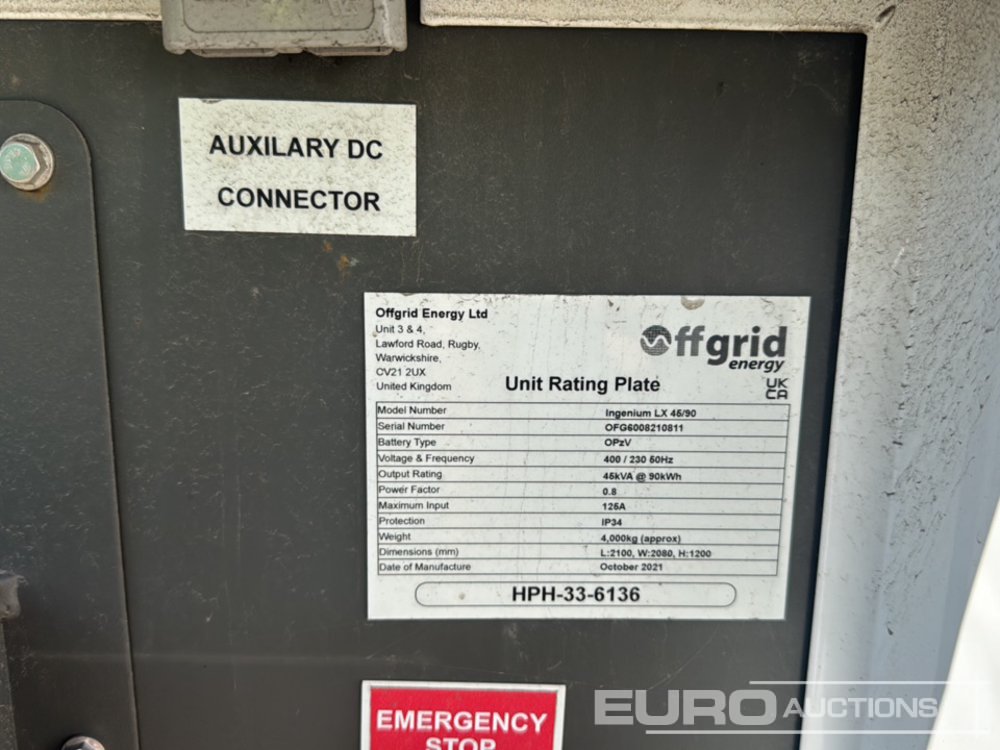 AUXILARY DC
CONNECTOR
Offgrid Energy Ltd
Unit 3 & 4,
Lawford Road, Rugby,
Warwickshire,
CV21 2UX
United Kingdom
Offgrid
energy
Unit Rating Plate
UK
CA
Model Number Ingenium LX 45/90
Serial Number OFG6008210811
Battery Type OPzV
Voltage & Frequency 400 / 230 50Hz
Output Rating 45kVA @ 90kWh
Power Factor 0.8
Maximum Input 125A
Protection IP34
Weight 4,000kg (approx)
Dimensions (mm) L:2100, W:2080, H:1200
Date of Manufacture October 2021
HPH-33-6136
EMERGENCY
STOP
EURO AUCTIONS